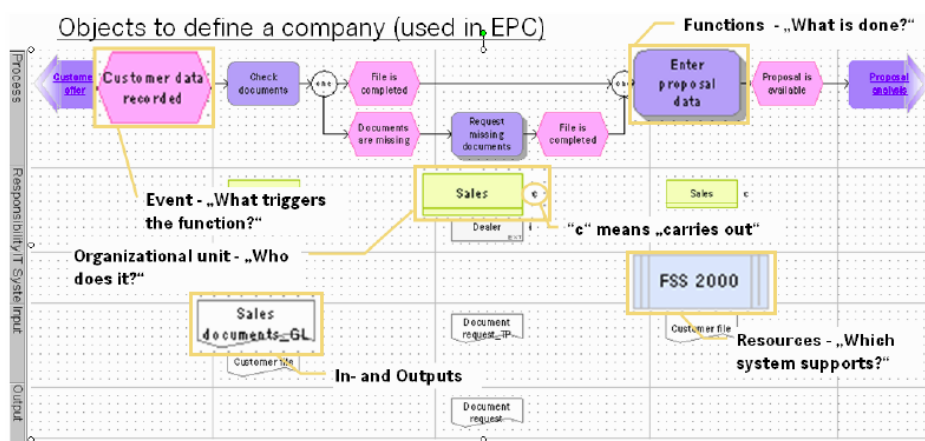 Objects to define a company (used in EPC)
Functions - „What is done?“
Process
Customer
offer
Customer data
recorded
Check
documents
one
File is
completed
one
Enter
proposal
data
Proposal is
available
Proposal
analysis
Documents
are missing
Request
missing
documents
File is
completed
Responsibility
Event - „What triggers
the function?“
Sales
c
Sales
c
Dealer
i
“c“ means „carries out“
Organizational unit - „Who
does it?“
IT Syste
FSS 2000
Input
Sales
documents_GL
Customer file
Document
request_TP
Customer file
Resources - „Which
system supports?“
In- and Outputs
Output
Document
request